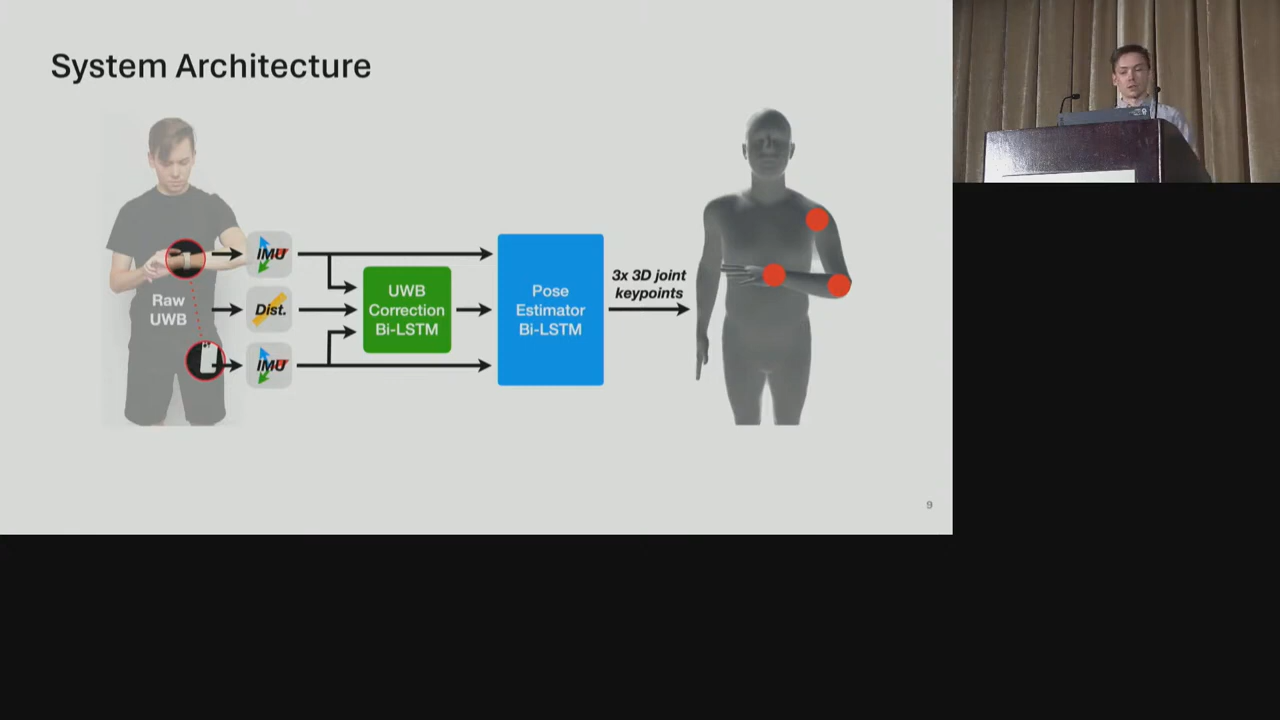 System Architecture
Raw
UWB
IMU
Dist.
IMU
UWB
Correction
Bi-LSTM
Pose
Estimator
Bi-LSTM
3x 3D joint
keypoints
9